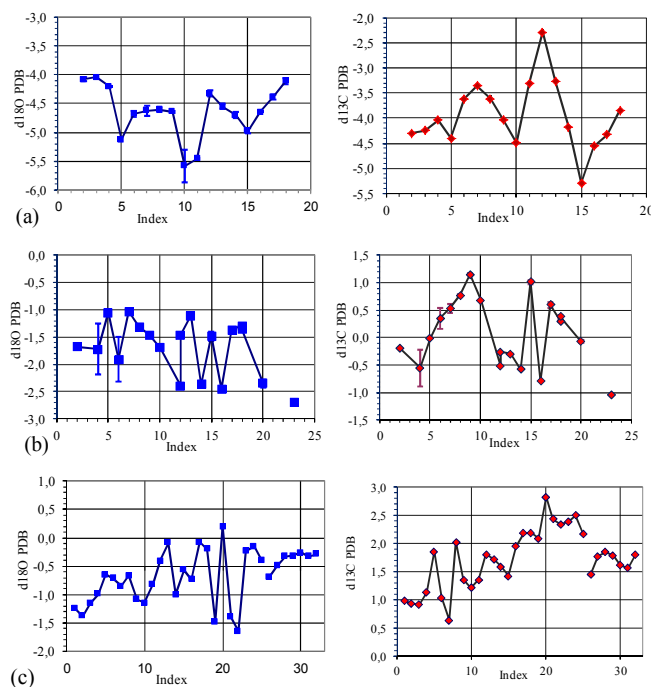 -3,0
-3,5
-4,0
-4,5
-5,0
-5,5
-6,0
d18O PDB
0 5 10 15 20
Index
(a)
-2,0
-2,5
-3,0
-3,5
-4,0
-4,5
-5,0
-5,5
d13C PDB
0 5 10 15 20
Index
0,0
-0,5
-1,0
-1,5
-2,0
-2,5
-3,0
d18O PDB
0 5 10 15 20 25
Index
(b)
1,5
1,0
0,5
0,0
-0,5
-1,0
-1,5
d13C PDB
0 5 10 15 20 25
Index
1,0
0,5
0,0
-0,5
-1,0
-1,5
-2,0
d18O PDB
0 10 20 30
Index
(c)
3,0
2,5
2,0
1,5
1,0
0,5
0,0
d13C PDB
0 10 20 30
Index